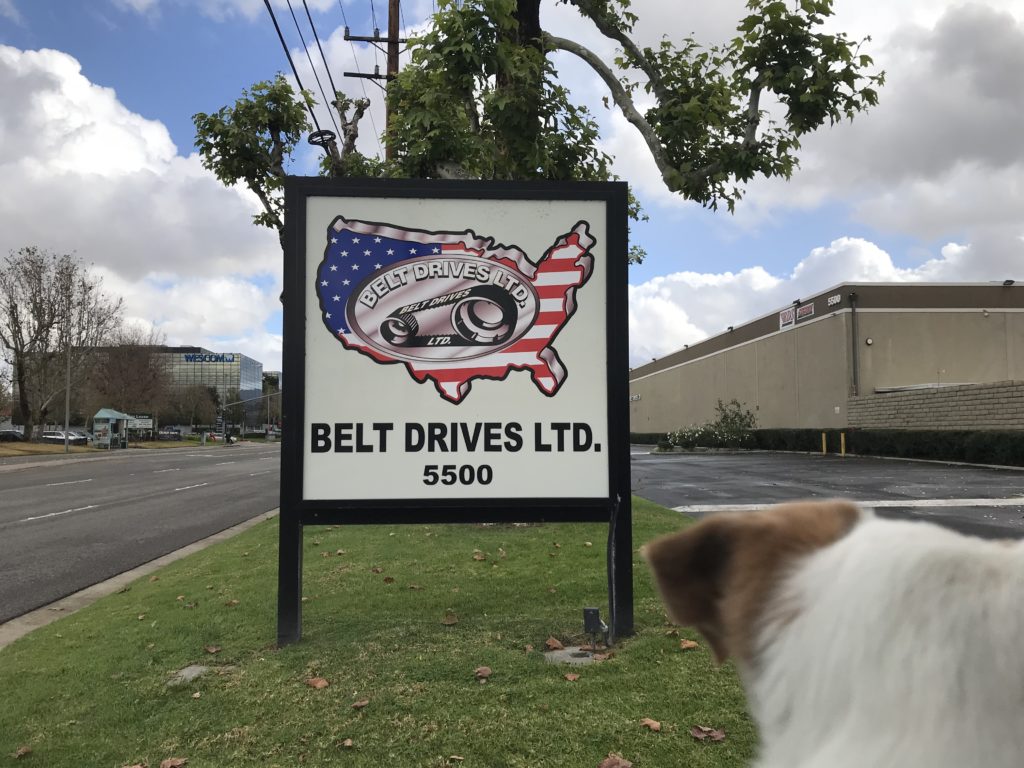 BELT DRIVES LTD.
BELT DRIVES
LTD.
BELT DRIVES LTD.
5500
WESCOM
5500